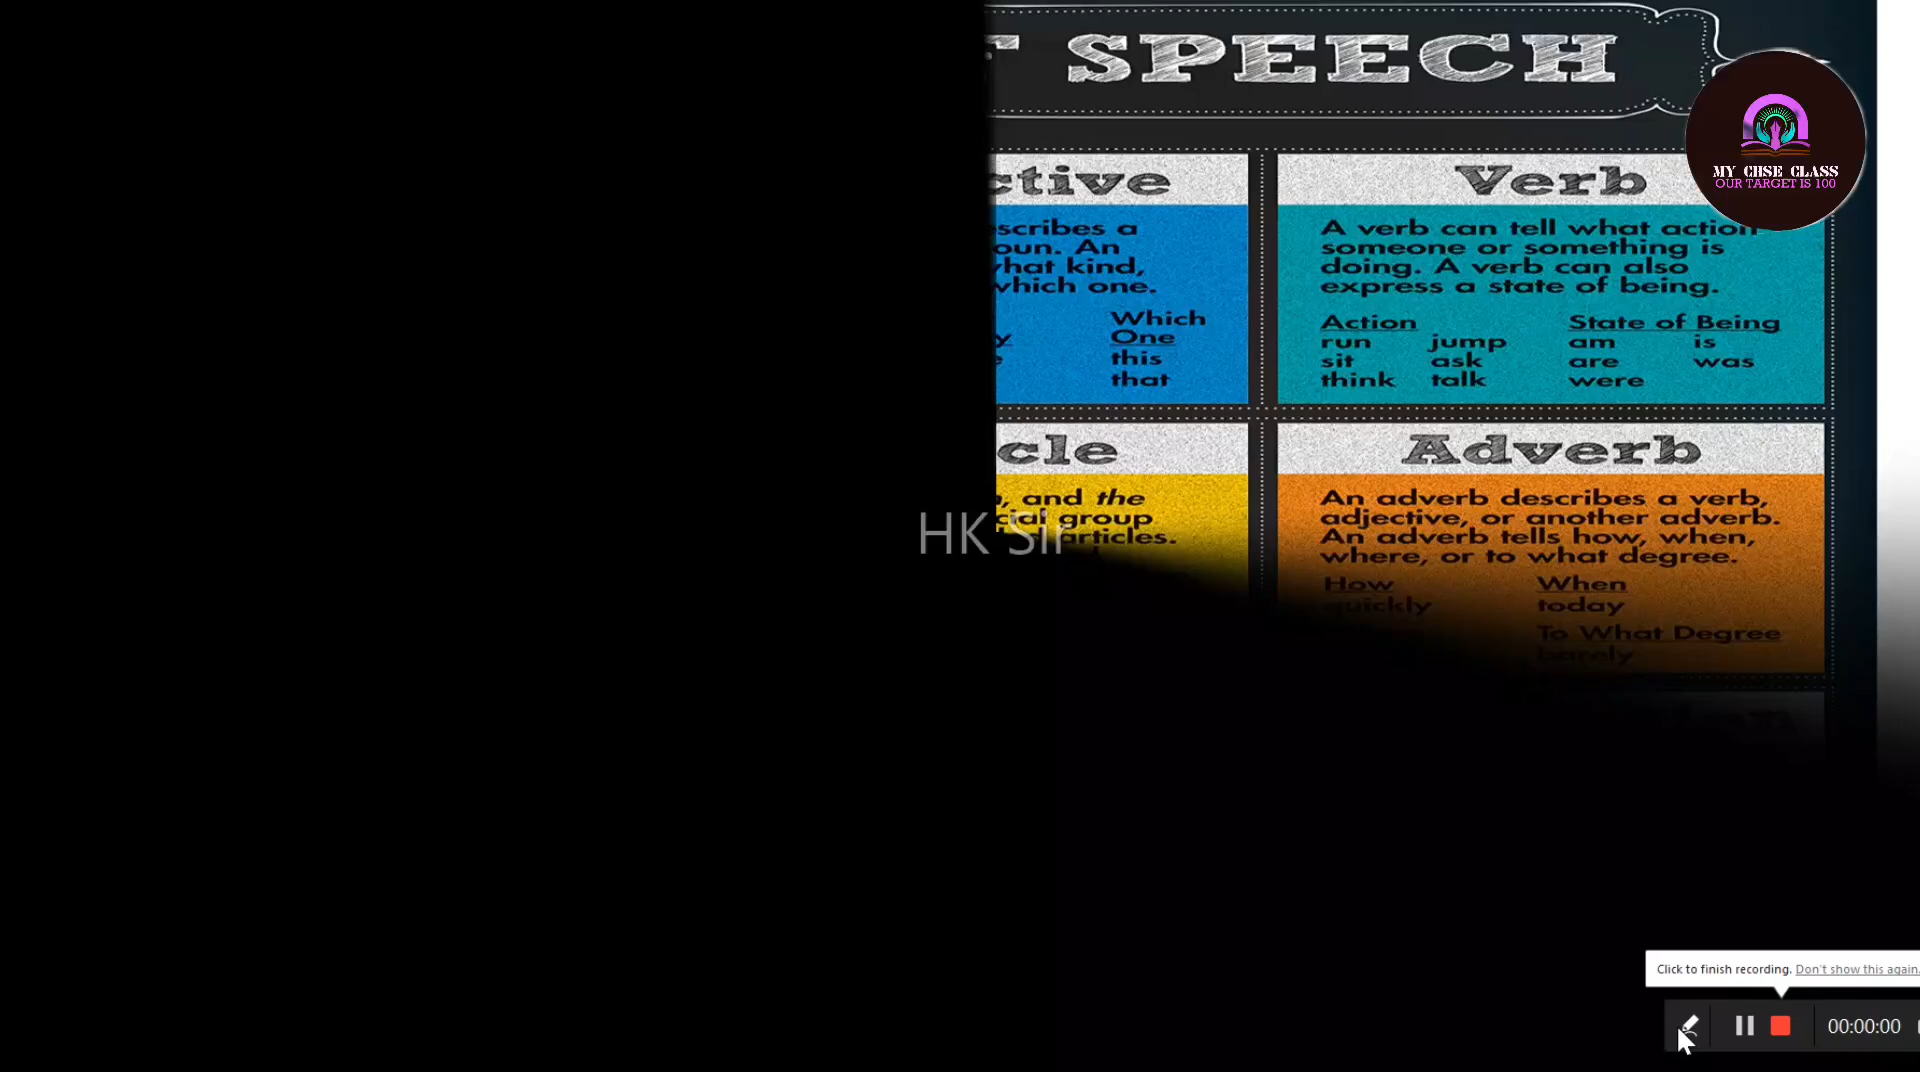 SPEECH
MY CHSE CLASS
OUR TARGET IS 100
ctive
scribes a
oun. An
hat kind,
which one.
Which
One
this
that
Verb
A verb can tell what action
someone or something is
doing. A verb can also
express a state of being.
Action
run jump
sit ask
think talk
State of Being
am is
are was
were
cle
, and the
cial group
articles.
HK Sir
Adverb
An adverb describes a verb,
adjective, or another adverb.
An adverb tells how, when,
where, or to what degree.
How When
quickly today
To What Degree
barely
Click to finish recording. Don't show this again.
00:00:00